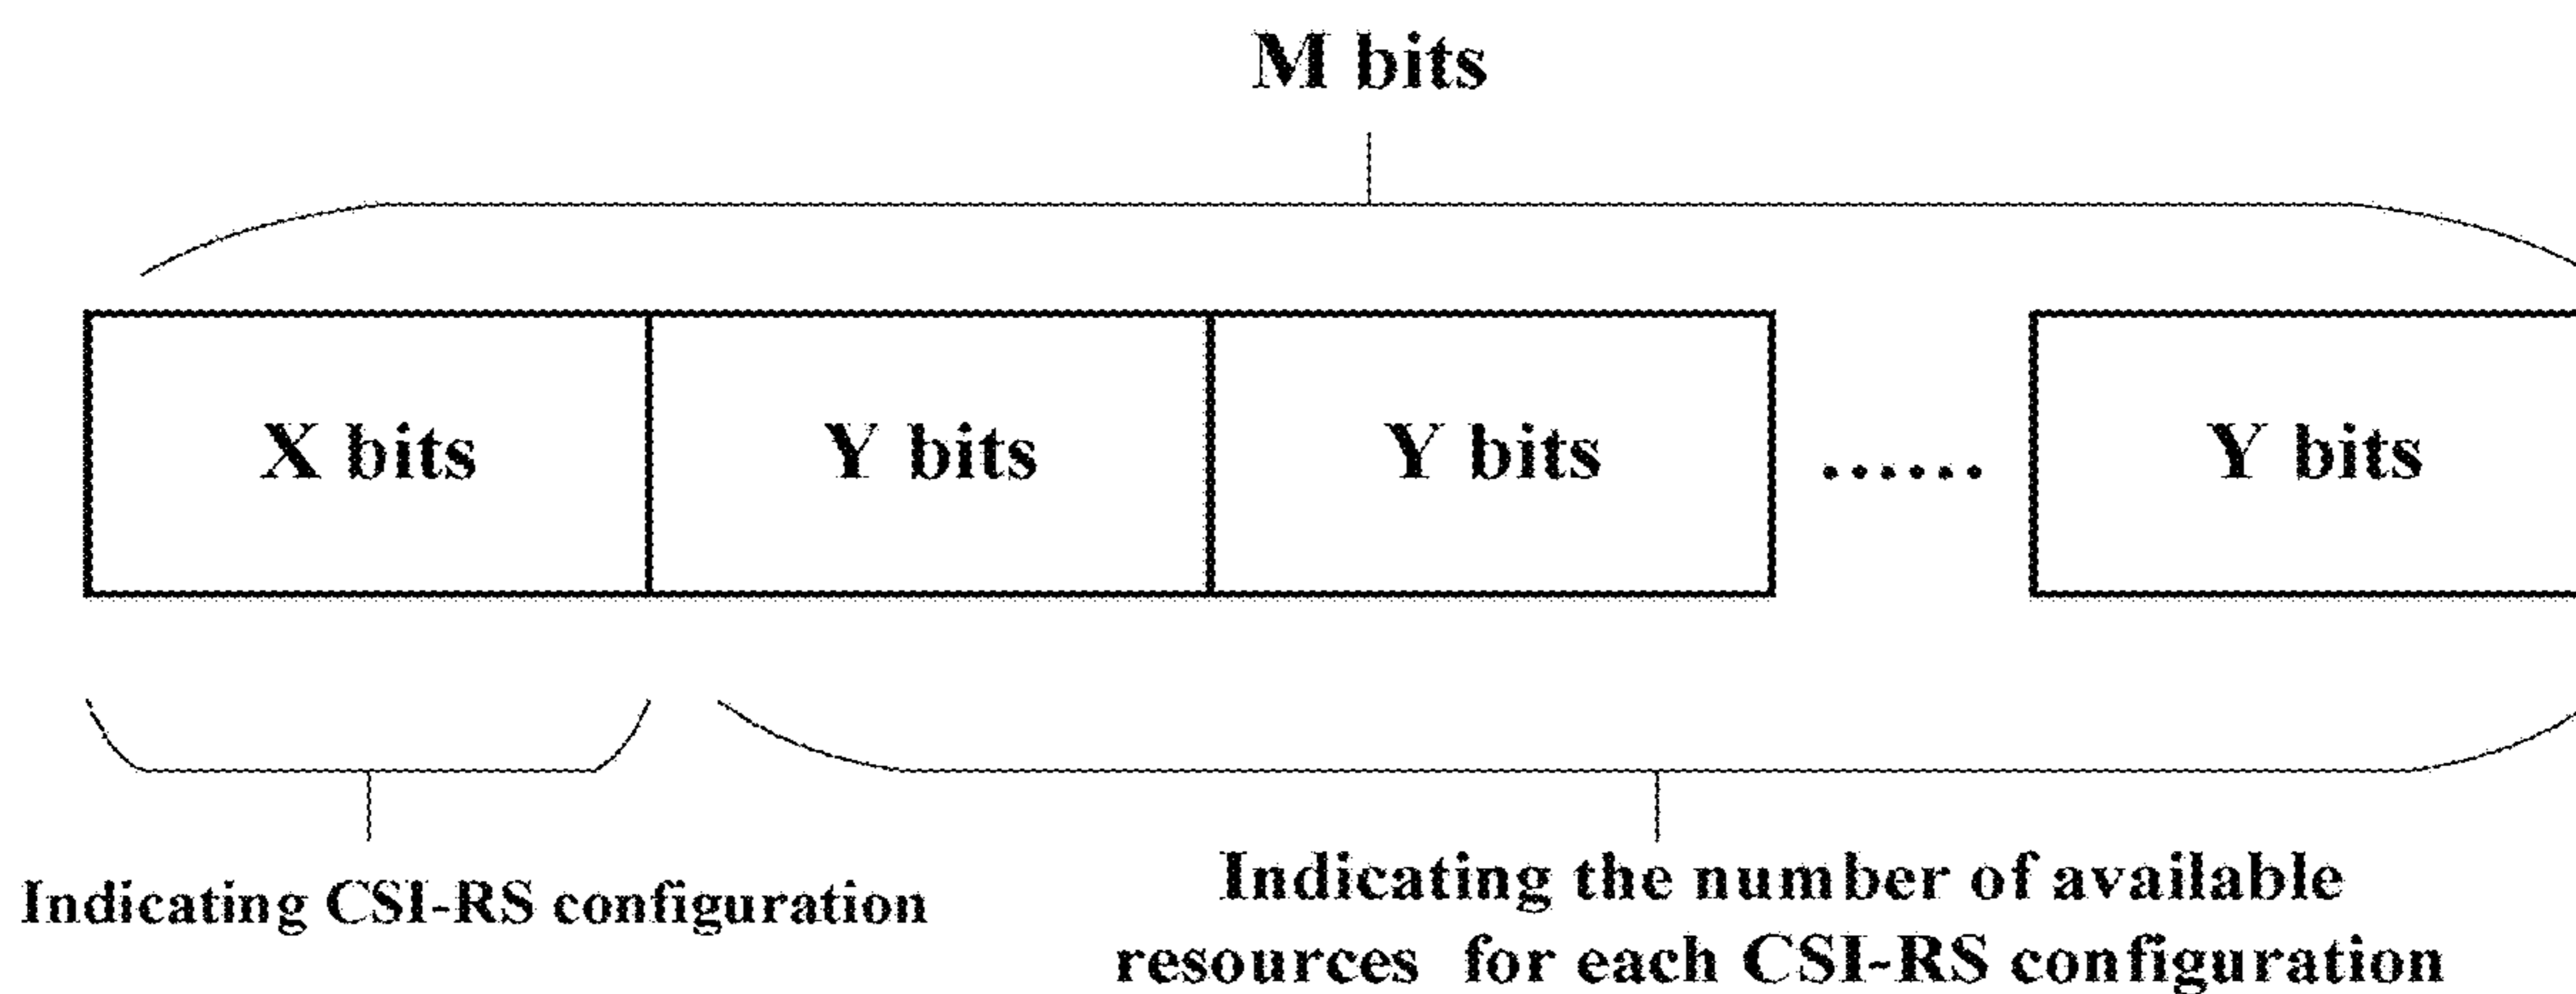 M bits
X bits
Y bits
Y bits
......
Y bits
Indicating CSI-RS configuration
Indicating the number of available
resources for each CSI-RS configuration